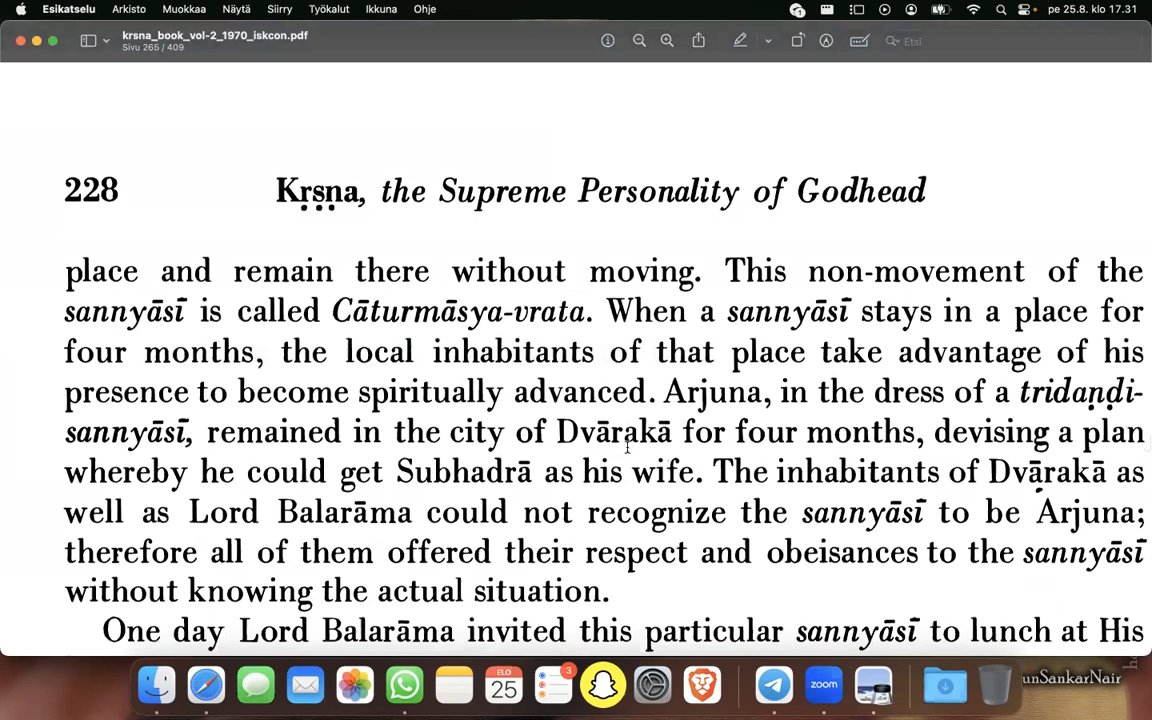 Esikatselu Arkisto Muokkaa Näytä Siirry Työkalut Ikkuna Ohje
1
pe 25.8. klo 17.31
krsna_book_vol-2_1970_iskcon.pdf
Sivu 265 / 409
Etsi
228 Kṛṣṇa, the Supreme Personality of Godhead
place and remain there without moving. This non-movement of the
sannyāsī is called Cāturmāsya-vrata. When a sannyāsī stays in a place for
four months, the local inhabitants of that place take advantage of his
presence to become spiritually advanced. Arjuna, in the dress of a tridaṇḍi-
sannyāsī, remained in the city of Dvārakā for four months, devising a plan
whereby he could get Subhadrā as his wife. The inhabitants of Dvārakā as
well as Lord Balarāma could not recognize the sannyāsī to be Arjuna;
therefore all of them offered their respect and obeisances to the sannyāsī
without knowing the actual situation.
One day Lord Balarāma invited this particular sannyāsī to lunch at His
ELO
25
3
zoom
unSankarNair